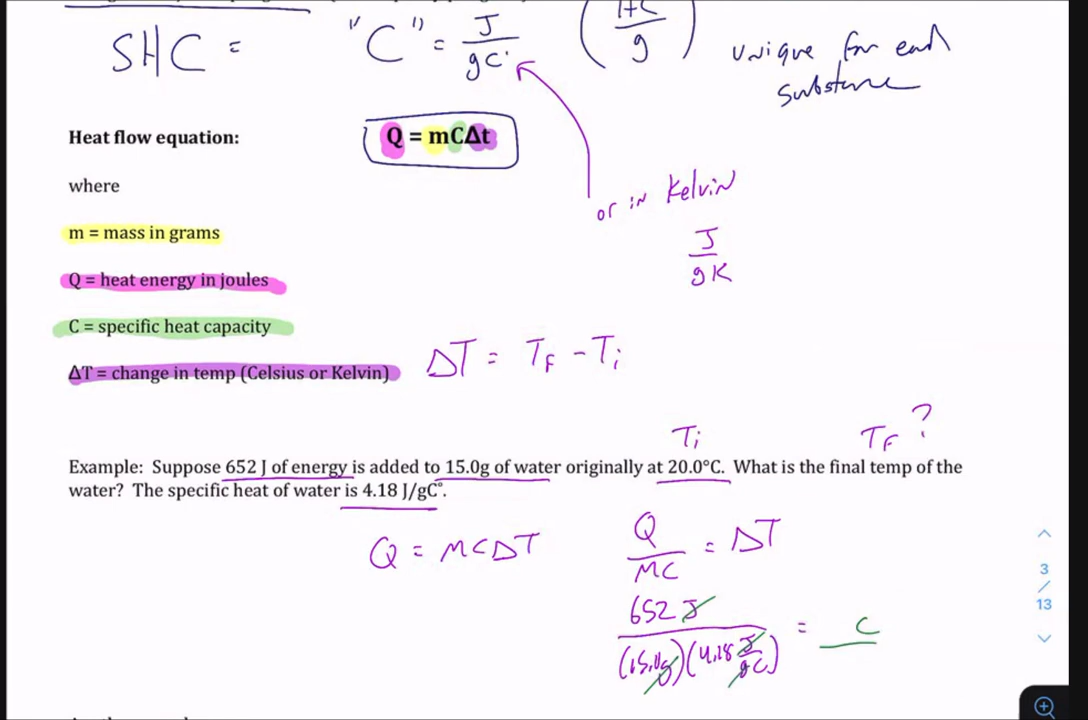 SHC = "C" = J/gC° ( /g ) unique for each substance
Heat flow equation: Q = mCΔt
where
or in Kelvin
m = mass in grams
J/gK
Q = heat energy in joules
C = specific heat capacity
ΔT = change in temp (Celsius or Kelvin) ΔT = TF - Ti
Ti TF ?
Example: Suppose 652 J of energy is added to 15.0g of water originally at 20.0°C. What is the final temp of the
water? The specific heat of water is 4.18 J/gC°.
Q = MCΔT Q/MC = ΔT
652 J/(15.0g)(4.18 J/gC) = C
3
/
13